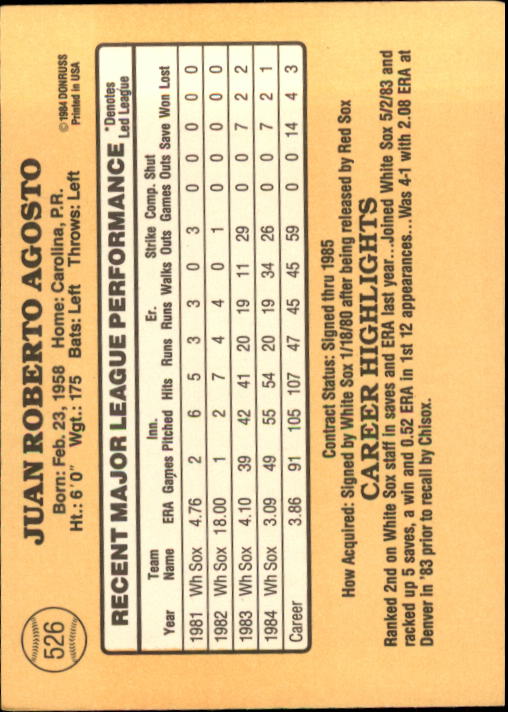 526
JUAN ROBERTO AGOSTO
Born: Feb. 23, 1958 Home: Carolina, P.R.
Ht.: 6'0" Wgt.: 175 Bats: Left Throws: Left
© 1984 DONRUSS
Printed in USA
RECENT MAJOR LEAGUE PERFORMANCE
*Denotes
Led League
Team Inn. Er. Strike Comp. Shut
Year Name ERA Games Pitched Hits Runs Runs Walks Outs Games Outs Save Won Lost
1981 Wh Sox 4.76 2 6 5 3 3 0 3 0 0 0 0 0
1982 Wh Sox 18.00 1 2 7 4 4 0 1 0 0 0 0 0
1983 Wh Sox 4.10 39 42 41 20 19 11 29 0 0 7 2 2
1984 Wh Sox 3.09 49 55 54 20 19 34 26 0 0 7 2 1
Career 3.86 91 105 107 47 45 45 59 0 0 14 4 3
Contract Status: Signed thru 1985
How Acquired: Signed by White Sox 1/18/80 after being released by Red Sox
CAREER HIGHLIGHTS
Ranked 2nd on White Sox staff in saves and ERA last year...Joined White Sox 5/2/83 and
racked up 5 saves, a win and 0.52 ERA in 1st 12 appearances...Was 4-1 with 2.08 ERA at
Denver in '83 prior to recall by Chisox.